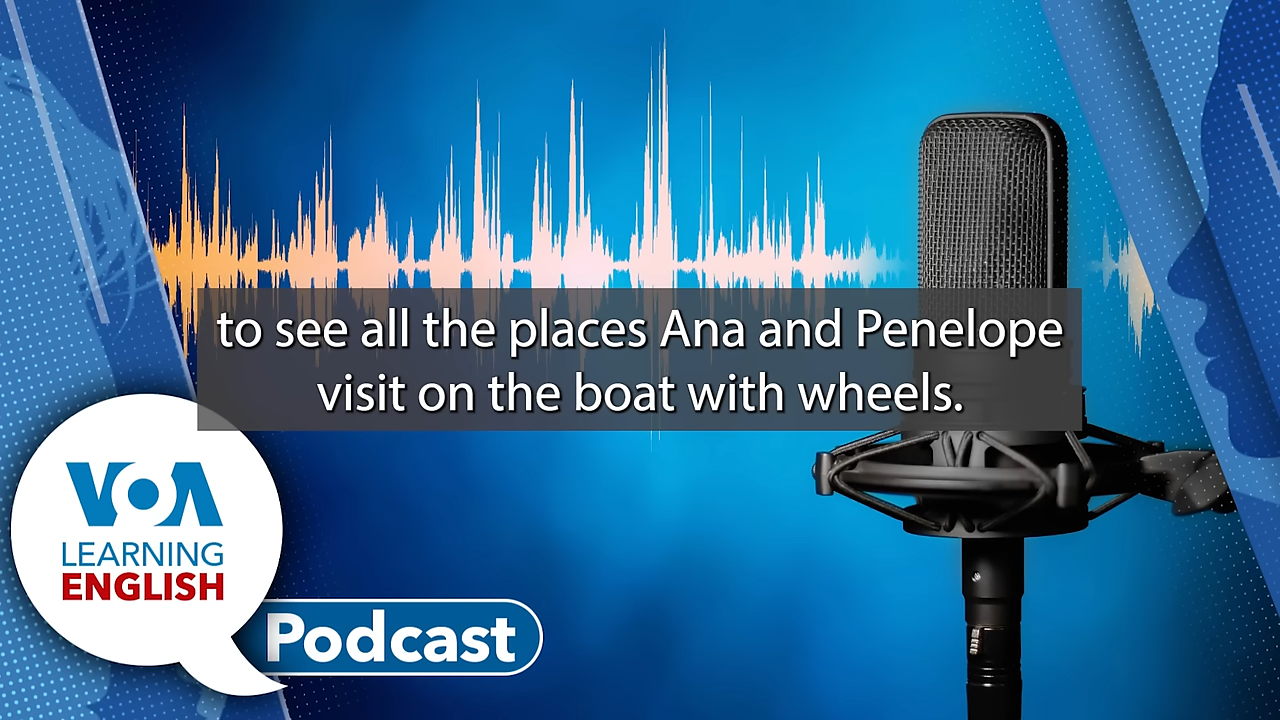 to see all the places Ana and Penelope
visit on the boat with wheels.
VOA
LEARNING
ENGLISH
Podcast